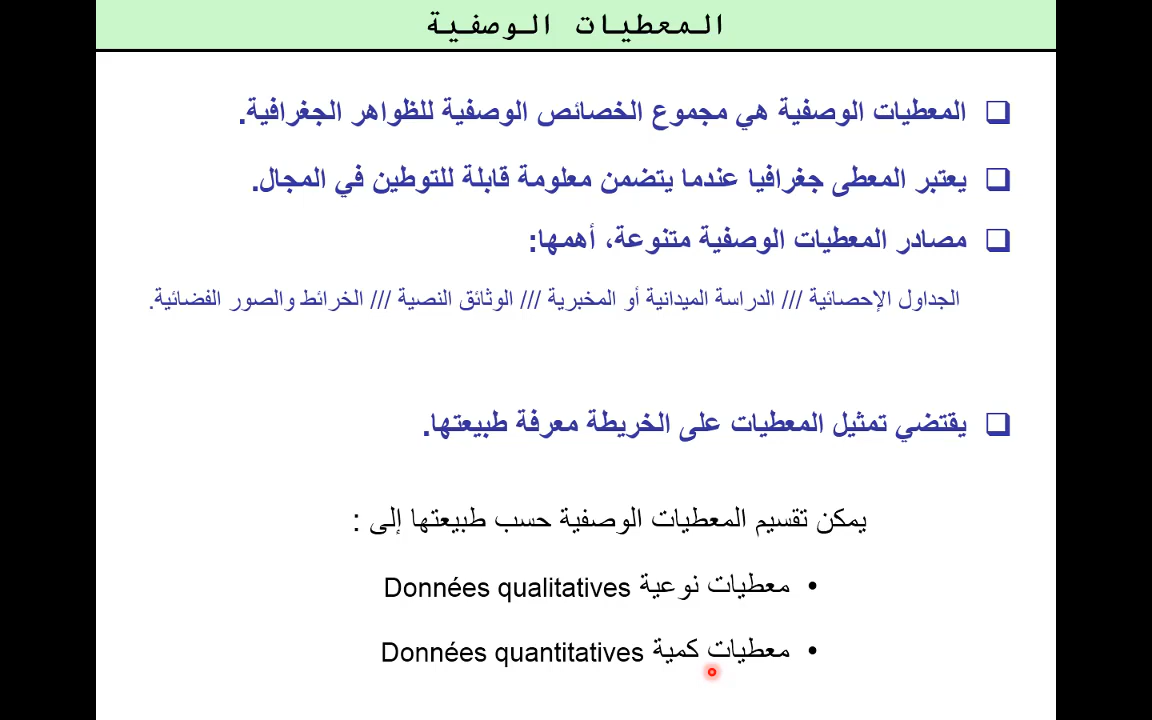 المعطيات الوصفية
❑ المعطيات الوصفية هي مجموع الخصائص الوصفية للظواهر الجغرافية.
❑ يعتبر المعطى جغرافيا عندما يتضمن معلومة قابلة للتوطين في المجال.
❑ مصادر المعطيات الوصفية متنوعة، أهمها:
الجداول الإحصائية /// الدراسة الميدانية أو المخبرية /// الوثائق النصية /// الخرائط والصور الفضائية.
❑ يقتضي تمثيل المعطيات على الخريطة معرفة طبيعتها.
يمكن تقسيم المعطيات الوصفية حسب طبيعتها إلى :
• معطيات نوعية Données qualitatives
• معطيات كمية Données quantitatives